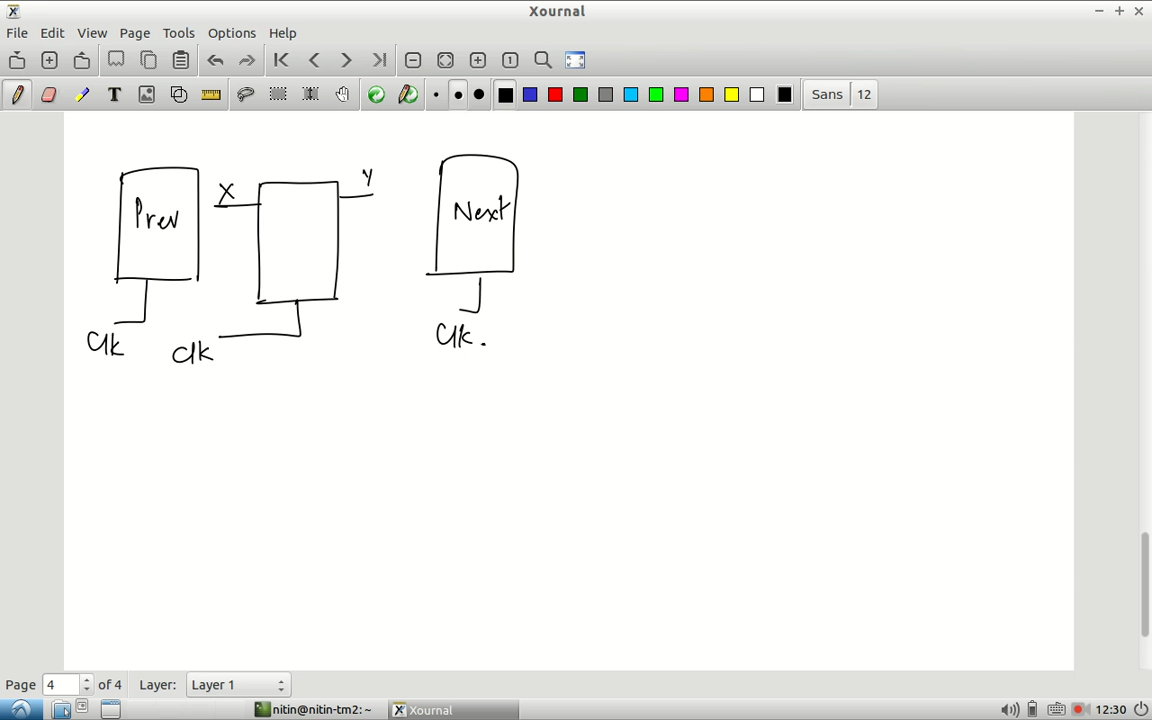 Xournal
File Edit View Page Tools Options Help
Sans 12
X Y
Prev Next
Clk Clk Clk.
Page 4 of 4 Layer: Layer 1
nitin@nitin-tm2: ~ Xournal 12:30